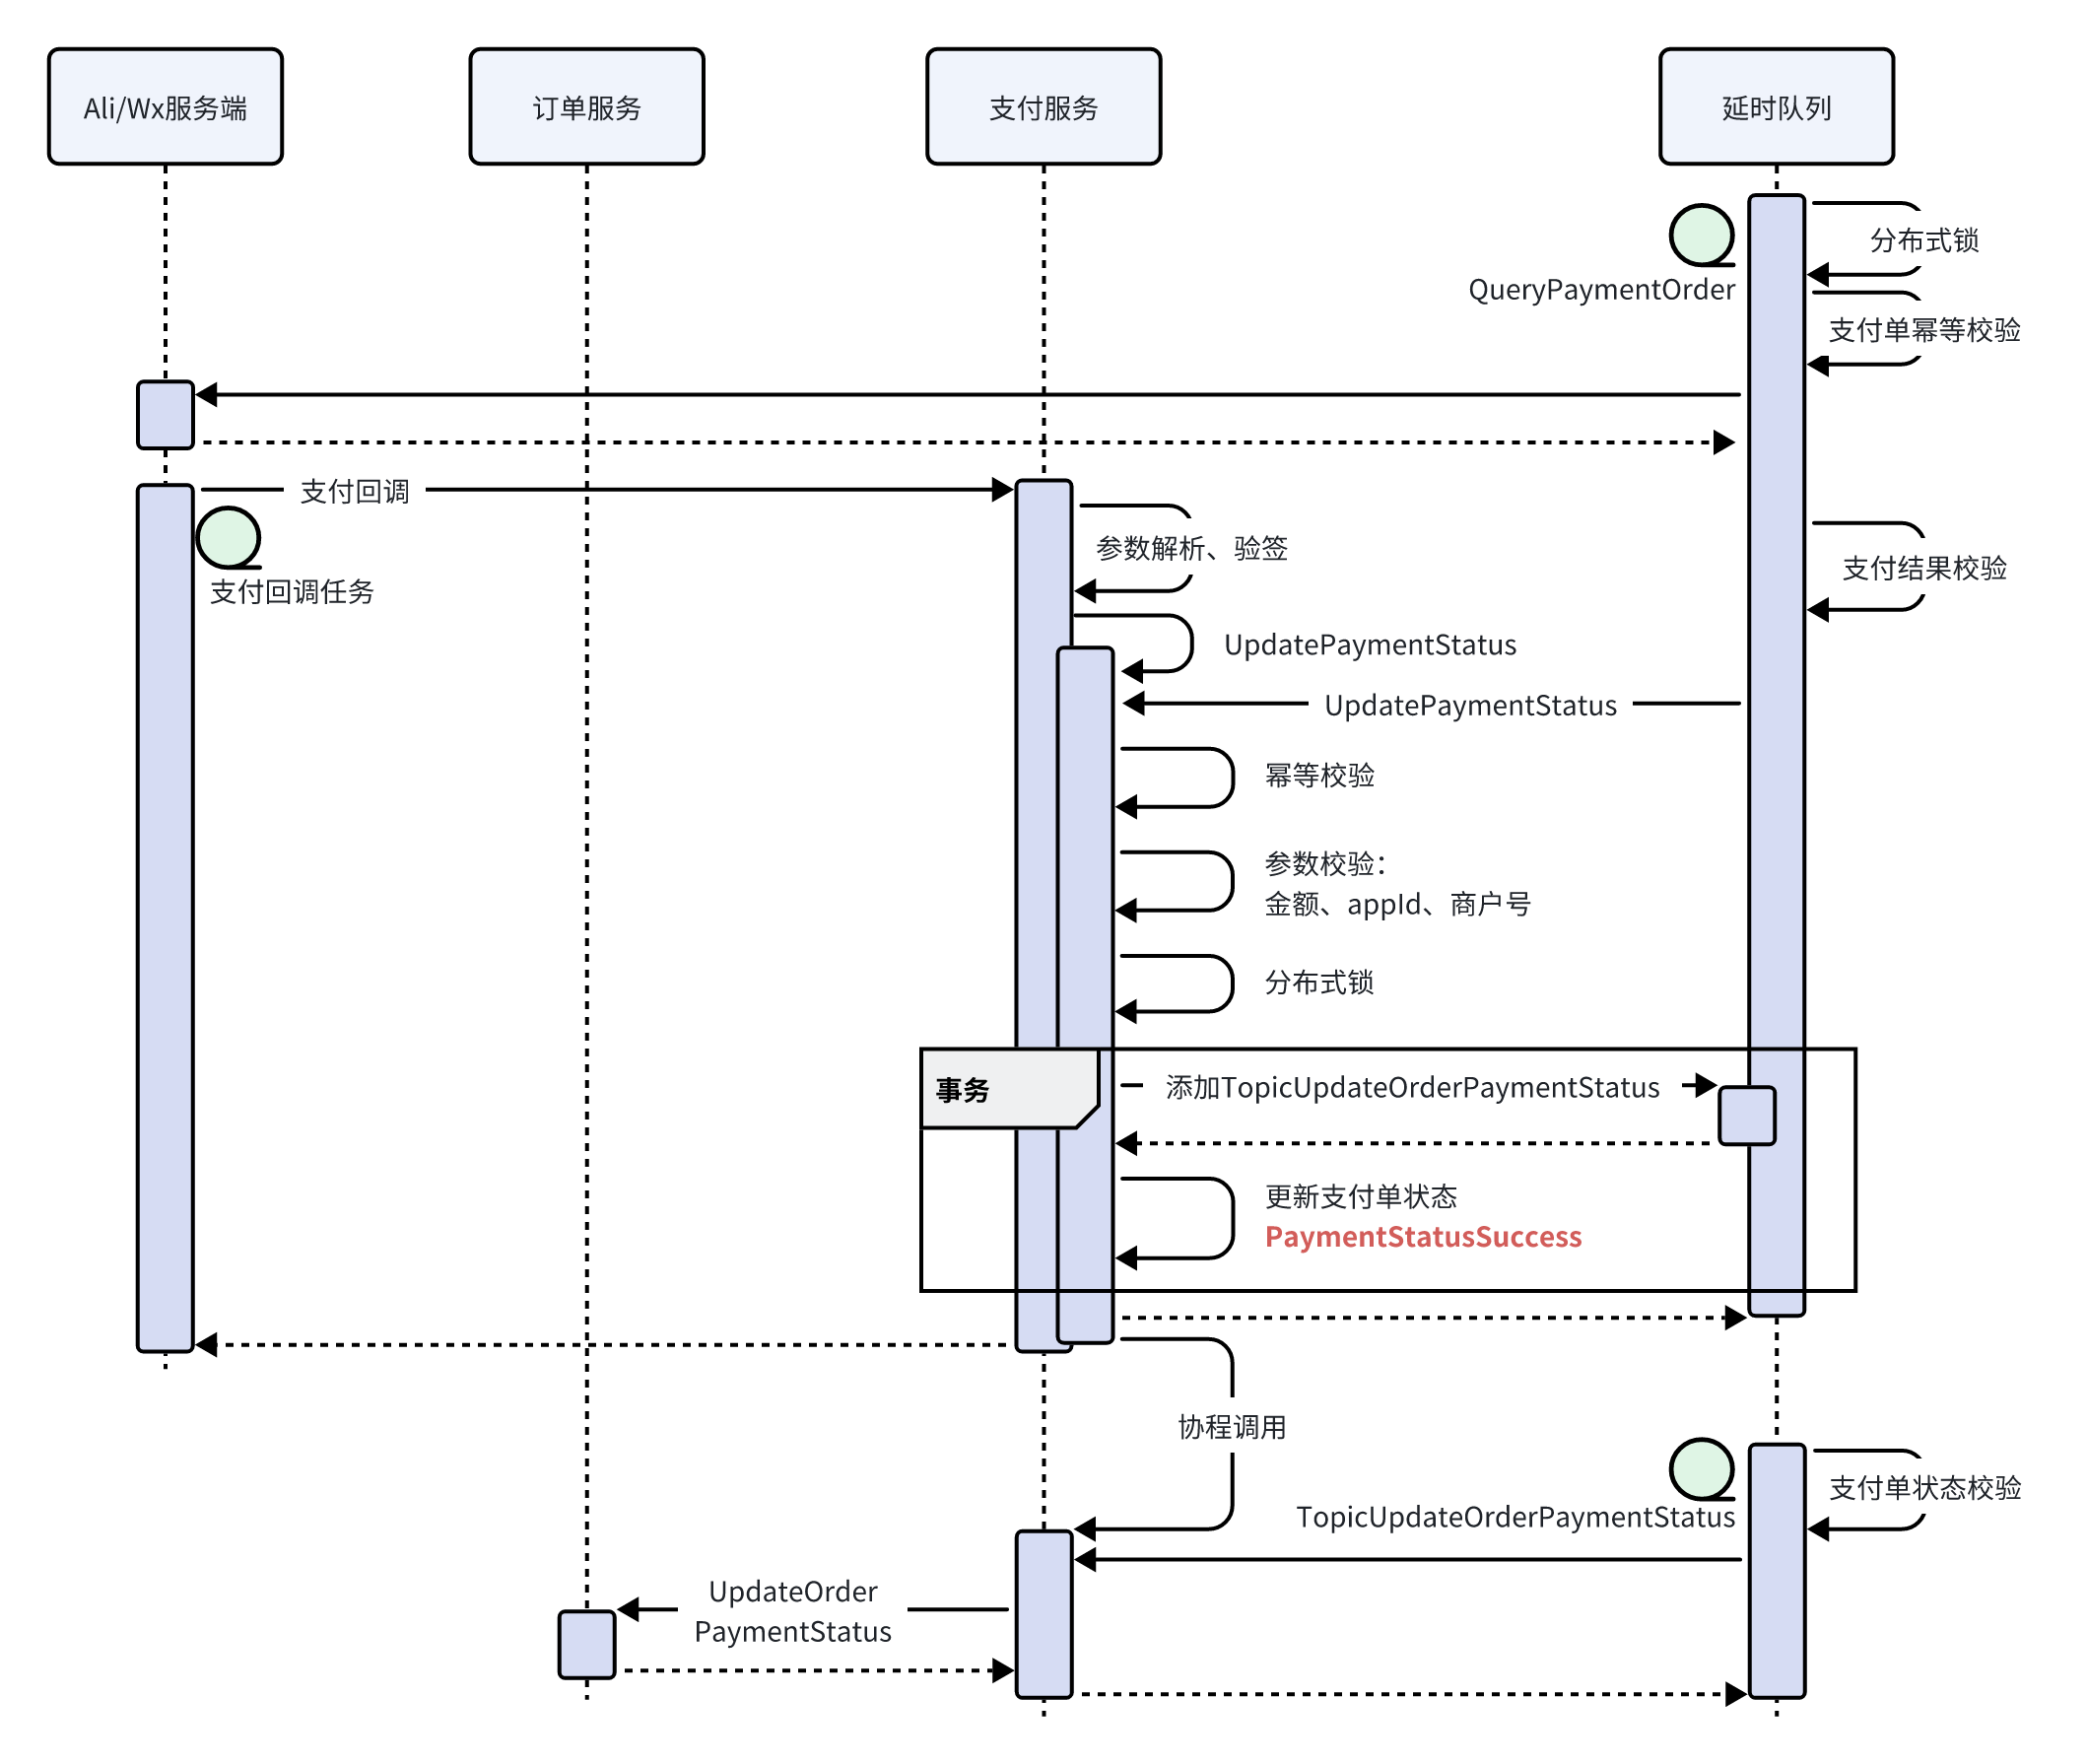 Ali/Wx服务端
订单服务
支付服务
延时队列
分布式锁
QueryPaymentOrder
支付单幂等校验
支付回调
参数解析、验签
支付结果校验
支付回调任务
UpdatePaymentStatus
UpdatePaymentStatus
幂等校验
参数校验：
金额、appId、商户号
分布式锁
事务
添加TopicUpdateOrderPaymentStatus
更新支付单状态
PaymentStatusSuccess
协程调用
支付单状态校验
TopicUpdateOrderPaymentStatus
UpdateOrder
PaymentStatus